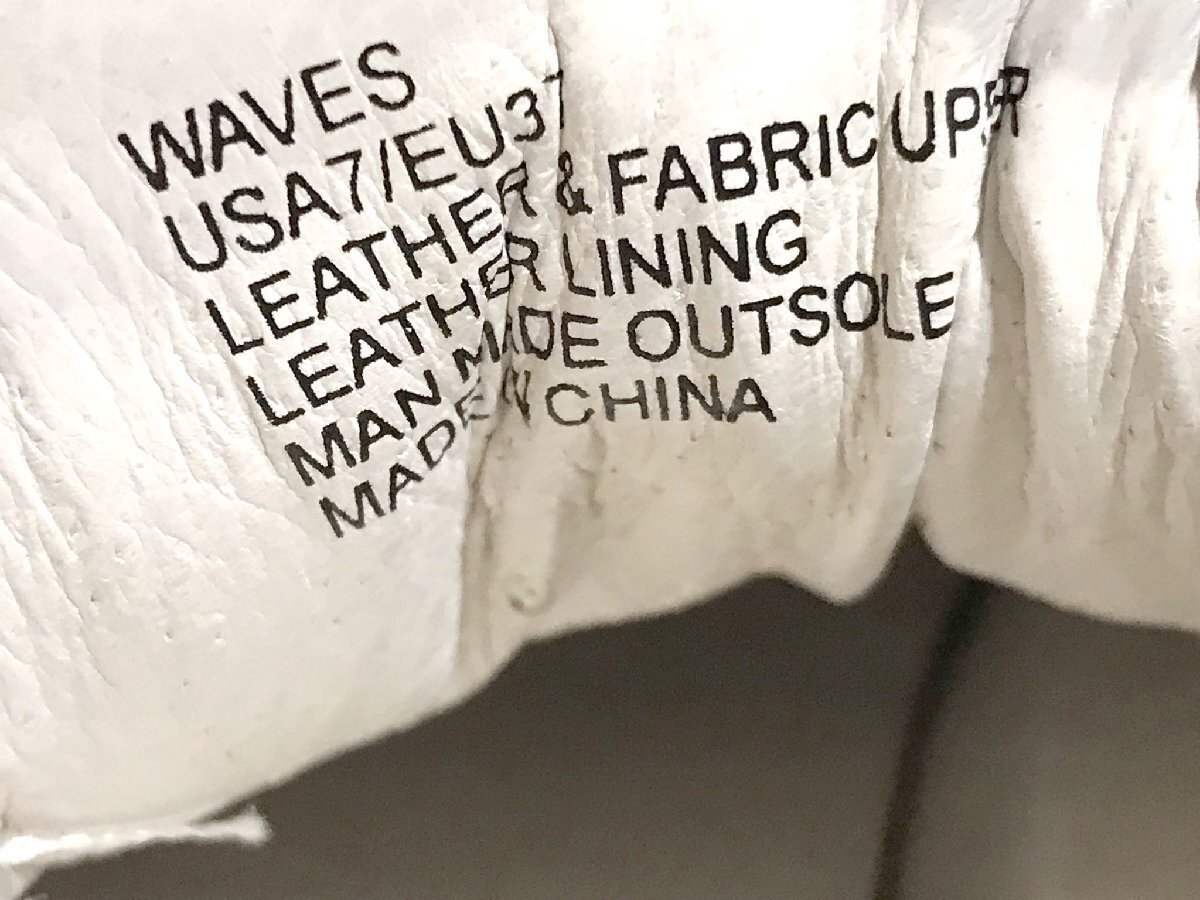 WAVES
USA7/EU37
LEATHER & FABRIC UPPER
LEATHER LINING
MAN MADE OUTSOLE
MADE IN CHINA